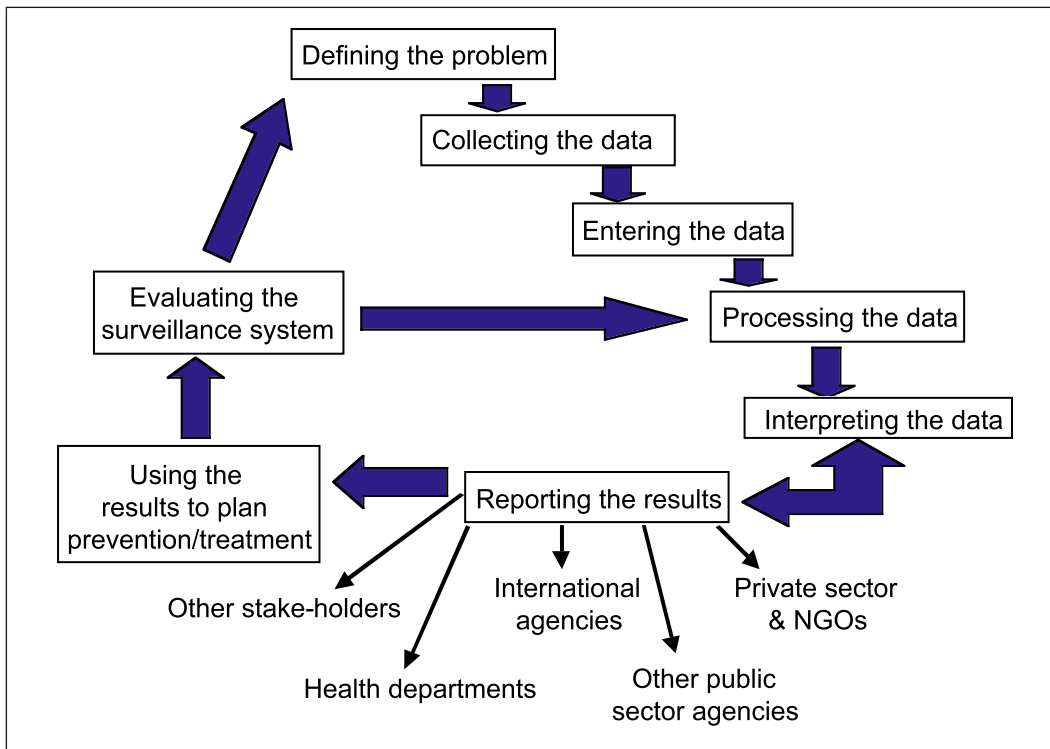 Defining the problem
Collecting the data
Entering the data
Processing the data
Interpreting the data
Reporting the results
Using the
results to plan
prevention/treatment
Evaluating the
surveillance system
Other stake-holders
Health departments
International
agencies
Other public
sector agencies
Private sector
& NGOs